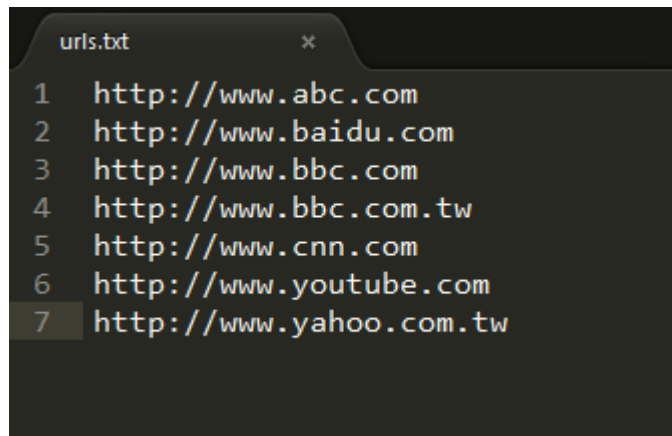 urls.txt ×
1 http://www.abc.com
2 http://www.baidu.com
3 http://www.bbc.com
4 http://www.bbc.com.tw
5 http://www.cnn.com
6 http://www.youtube.com
7 http://www.yahoo.com.tw